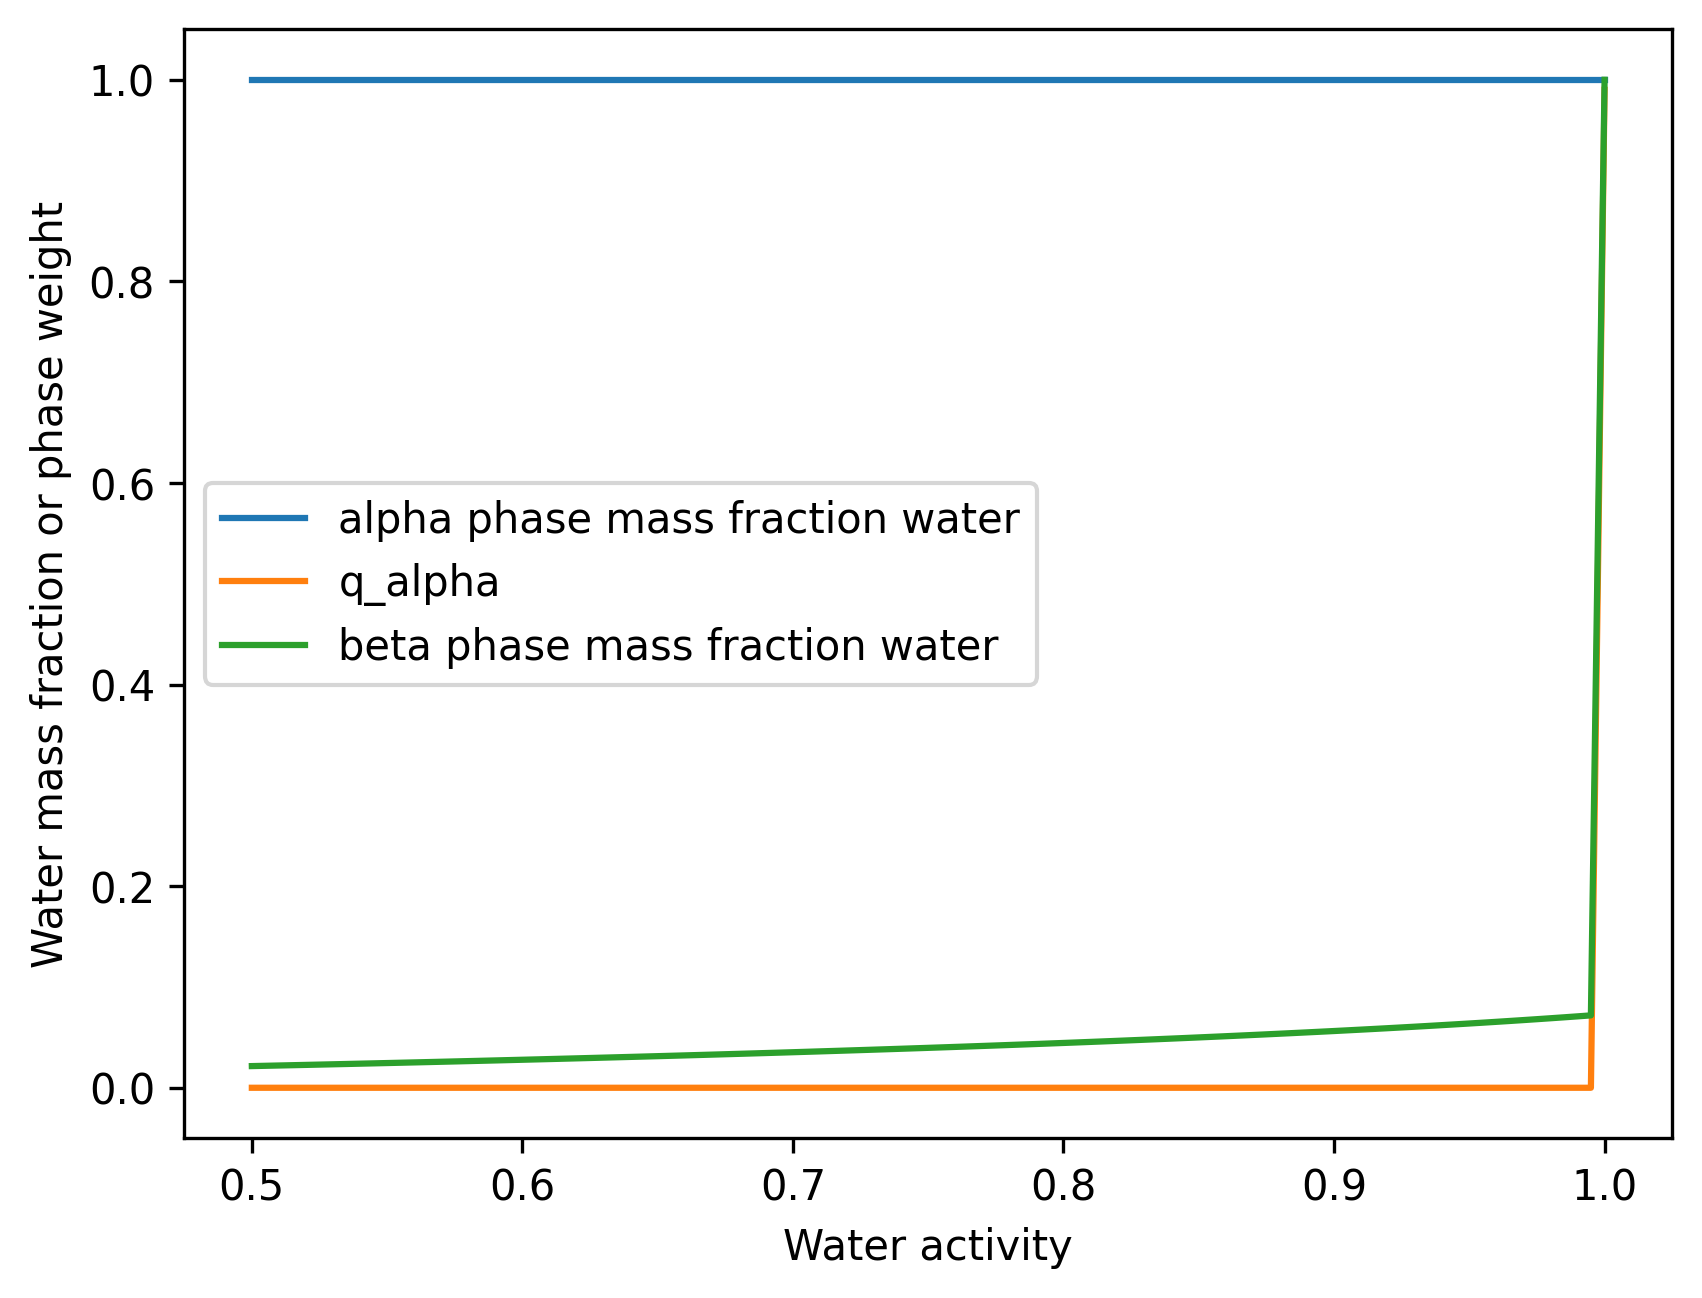 Water mass fraction or phase weight
1.0
0.8
0.6
0.4
0.2
0.0
alpha phase mass fraction water
q_alpha
beta phase mass fraction water
0.5 0.6 0.7 0.8 0.9 1.0
Water activity